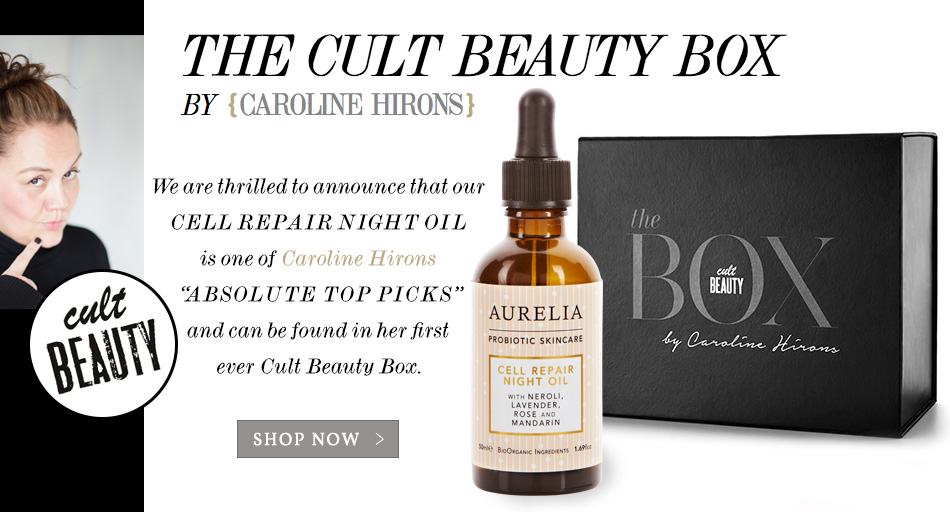 THE CULT BEAUTY BOX
BY {CAROLINE HIRONS}
We are thrilled to announce that our
CELL REPAIR NIGHT OIL
is one of Caroline Hirons
“ABSOLUTE TOP PICKS”
and can be found in her first
ever Cult Beauty Box.
SHOP NOW >
cult
BEAUTY
AURELIA
PROBIOTIC SKINCARE
CELL REPAIR
NIGHT OIL
WITH NEROLI,
LAVENDER,
ROSE AND
MANDARIN
50ml℮ BIOORGANIC INGREDIENTS 1.69floz
the
BOX
cult
BEAUTY
by Caroline Hirons